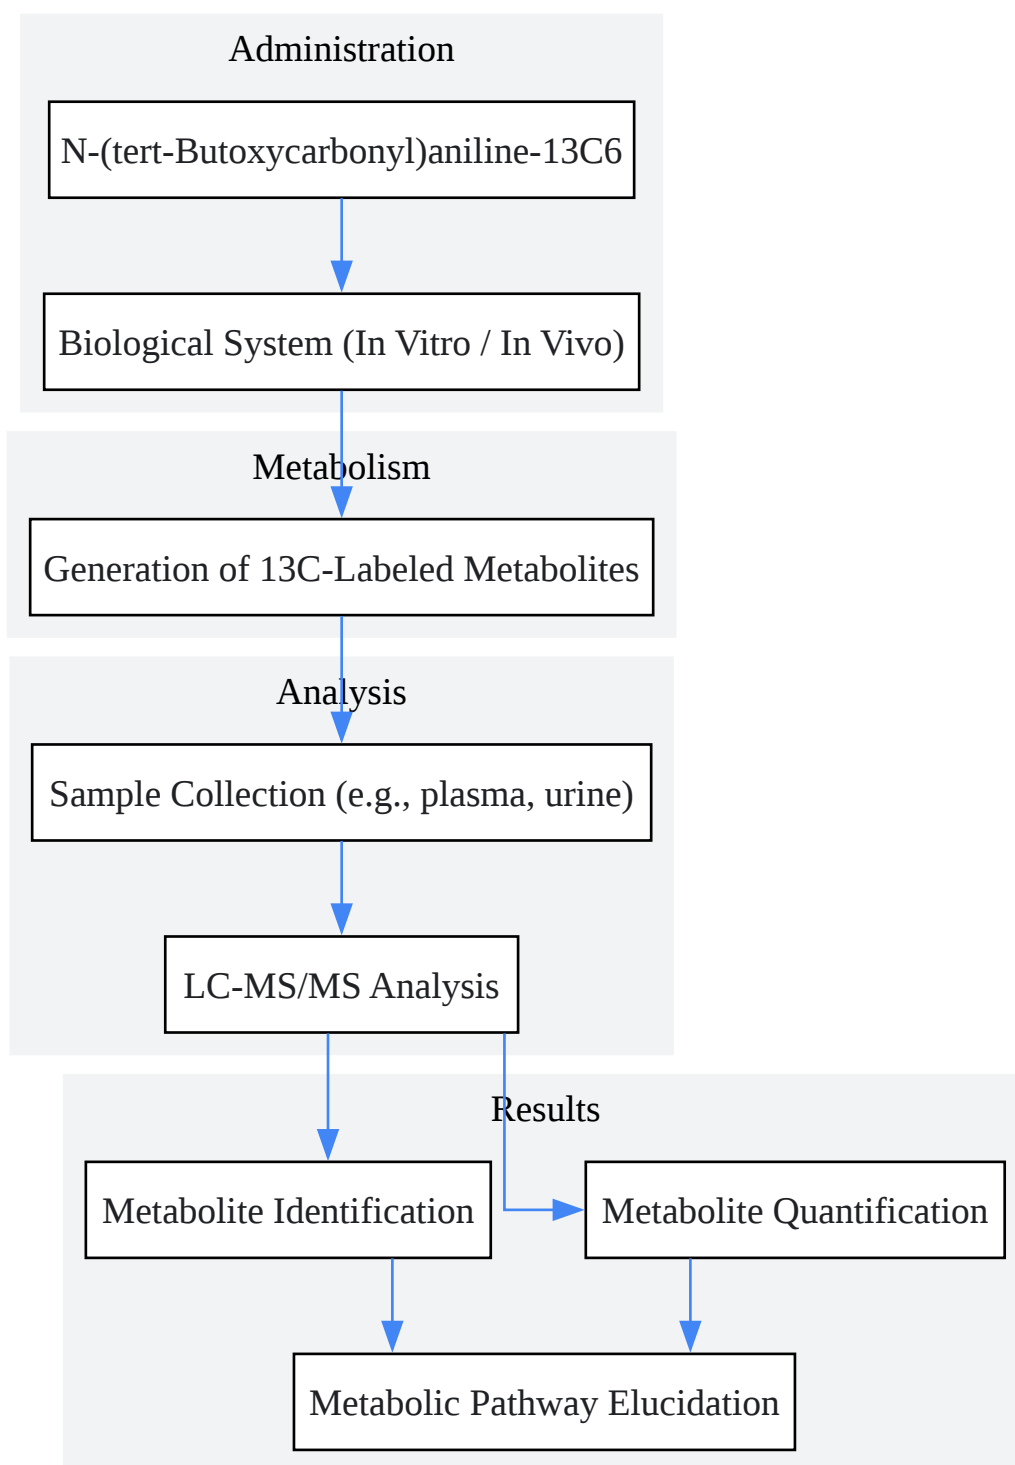 Administration
N-(tert-Butoxycarbonyl)aniline-13C6
Biological System (In Vitro / In Vivo)
Metabolism
Generation of 13C-Labeled Metabolites
Analysis
Sample Collection (e.g., plasma, urine)
LC-MS/MS Analysis
Results
Metabolite Identification
Metabolite Quantification
Metabolic Pathway Elucidation